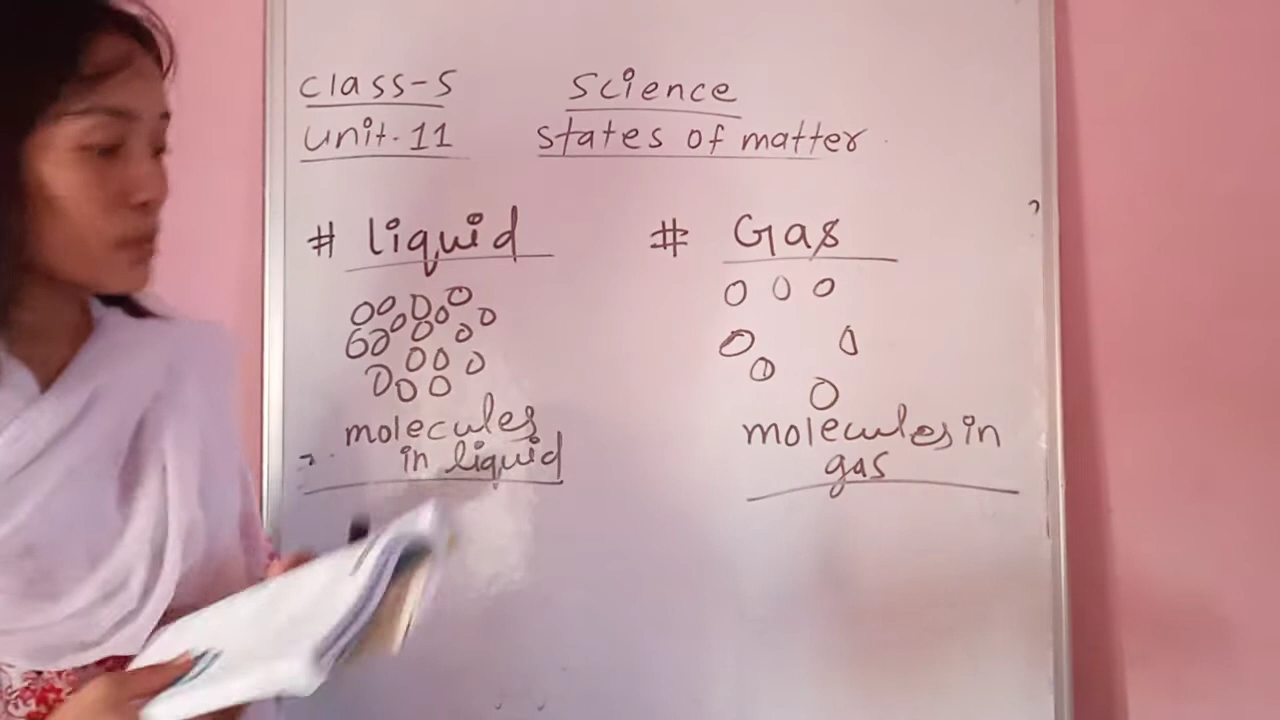 class-5 Science
unit.11 states of matter
# liquid # Gas
molecules molecules in
in liquid gas